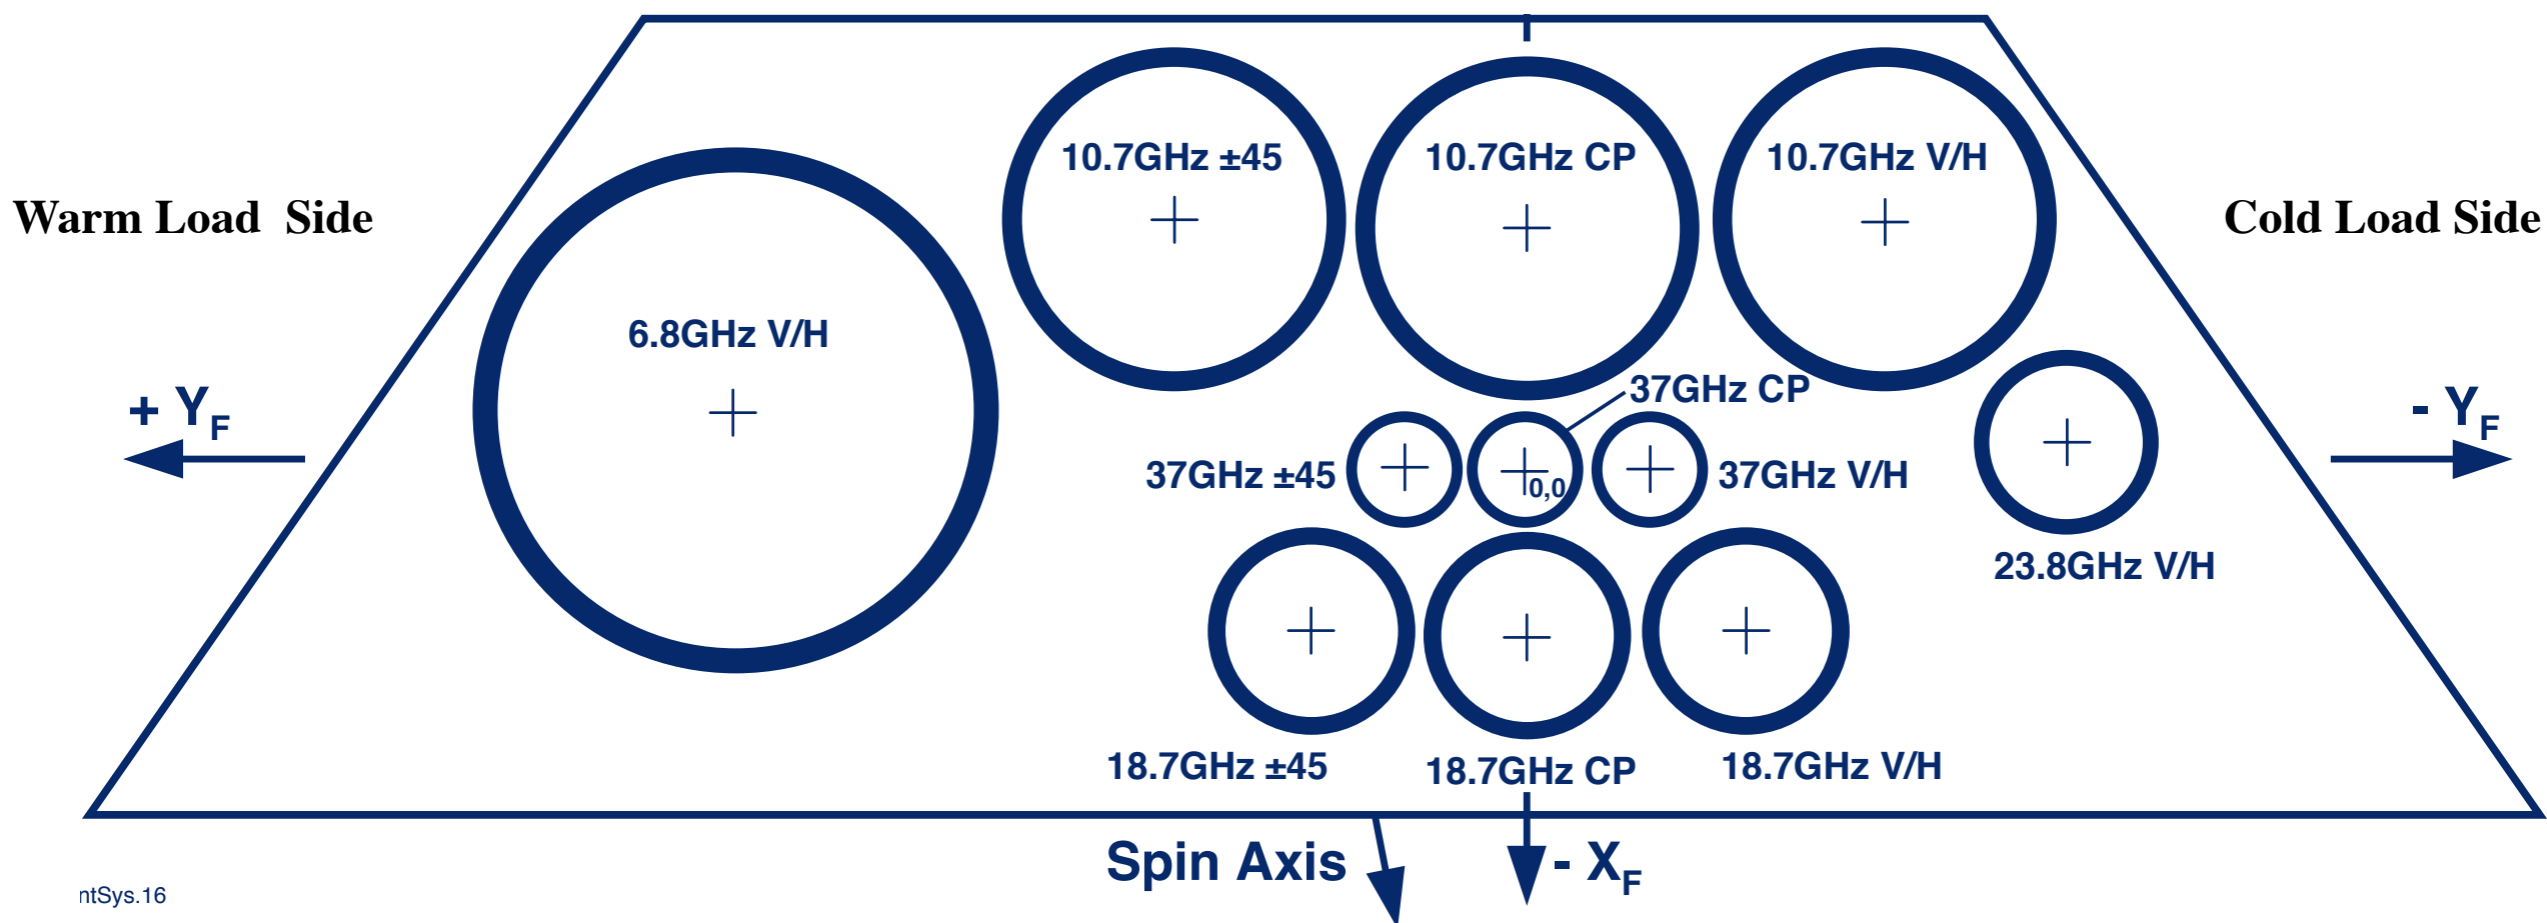 10.7GHz ±45
10.7GHz CP
10.7GHz V/H
Warm Load  Side
Cold Load Side
6.8GHz V/H
37GHz CP
+ YF
- YF
37GHz ±45
0,0
37GHz V/H
23.8GHz V/H
18.7GHz ±45
18.7GHz CP
18.7GHz V/H
Spin Axis
- XF
ntSys.16